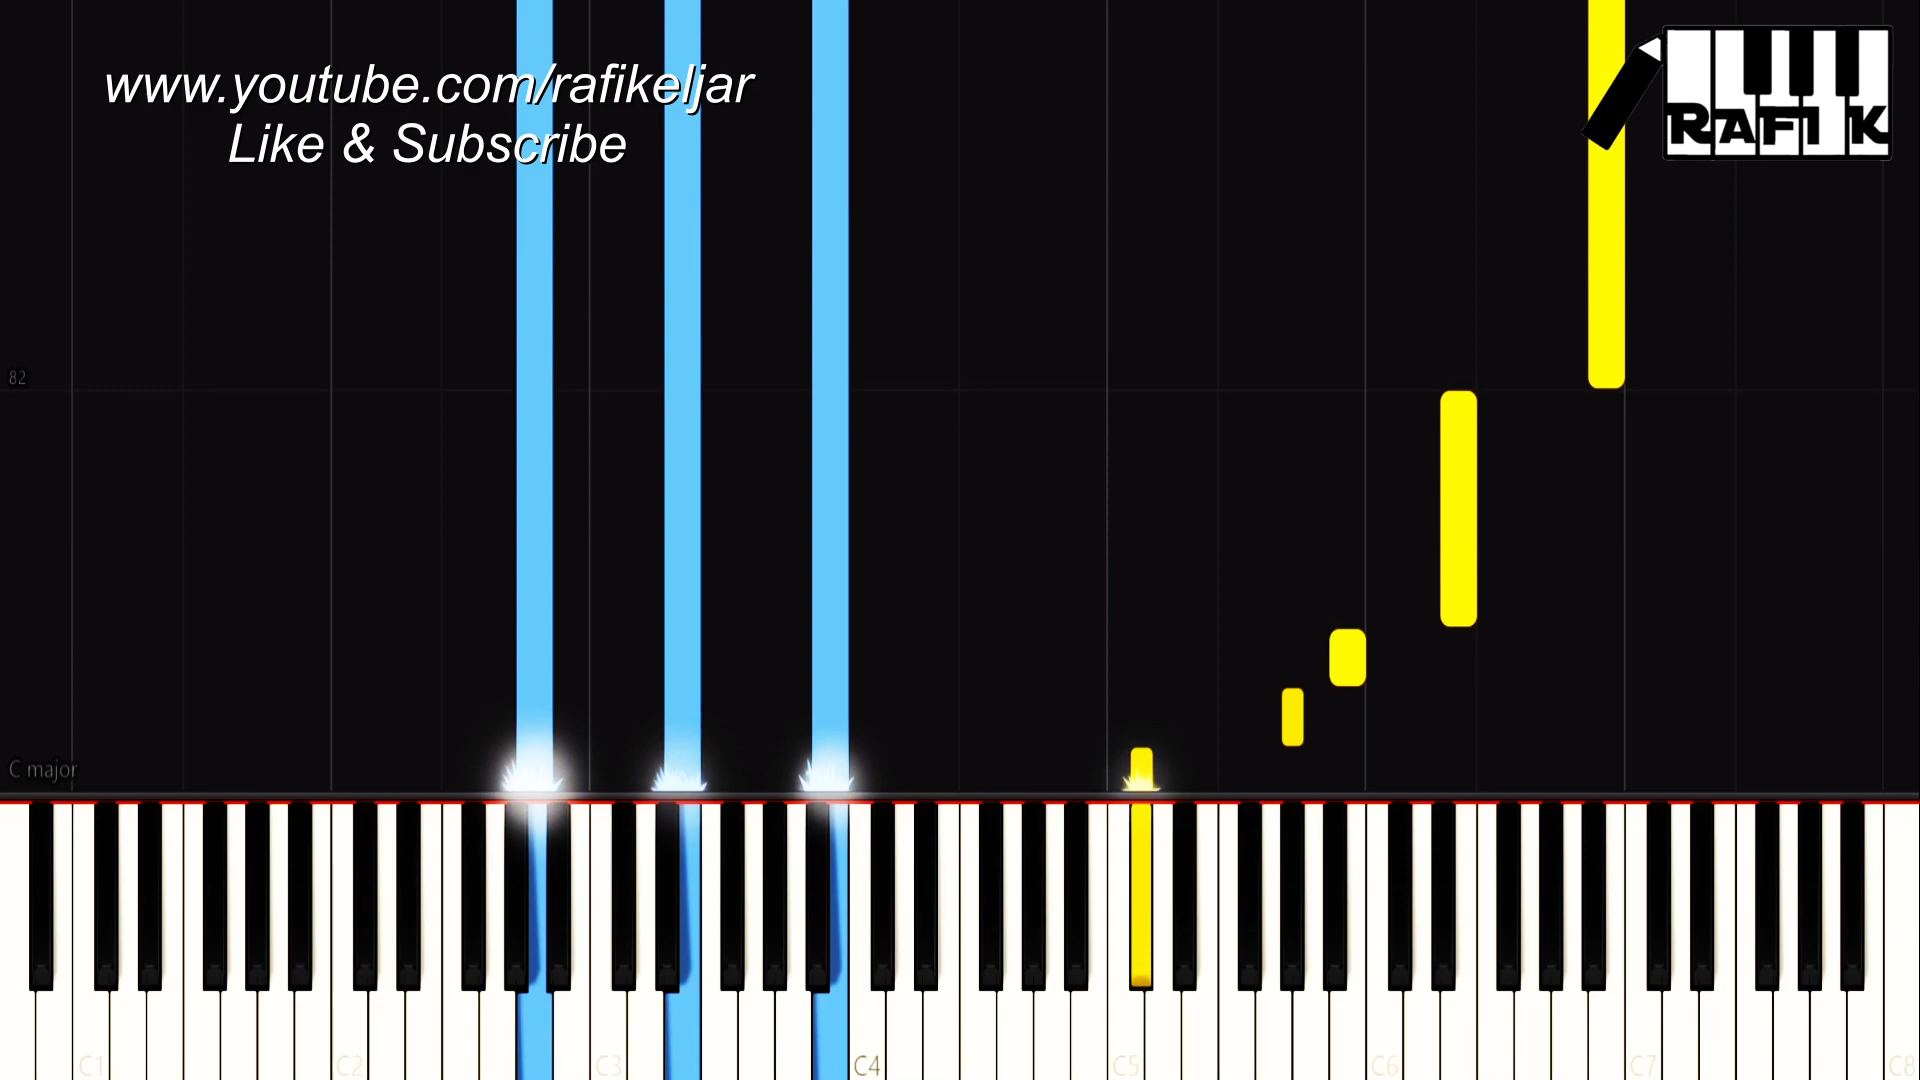 www.youtube.com/rafikeljar
Like & Subscribe
RAFIK
82
C major
C1
C2
C3
C4
C5
C6
C7
C8